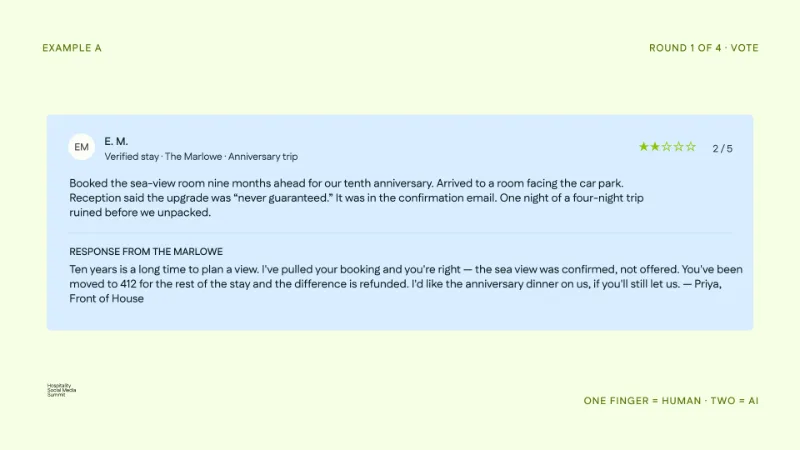 EXAMPLE A
ROUND 1 OF 4 · VOTE
EM
E. M.
Verified stay · The Marlowe · Anniversary trip
★★☆☆☆ 2 / 5
Booked the sea-view room nine months ahead for our tenth anniversary. Arrived to a room facing the car park.
Reception said the upgrade was “never guaranteed.” It was in the confirmation email. One night of a four-night trip
ruined before we unpacked.
RESPONSE FROM THE MARLOWE
Ten years is a long time to plan a view. I’ve pulled your booking and you’re right — the sea view was confirmed, not offered. You’ve been
moved to 412 for the rest of the stay and the difference is refunded. I’d like the anniversary dinner on us, if you’ll still let us. — Priya,
Front of House
Hospitality
Social Media
Summit
ONE FINGER = HUMAN · TWO = AI